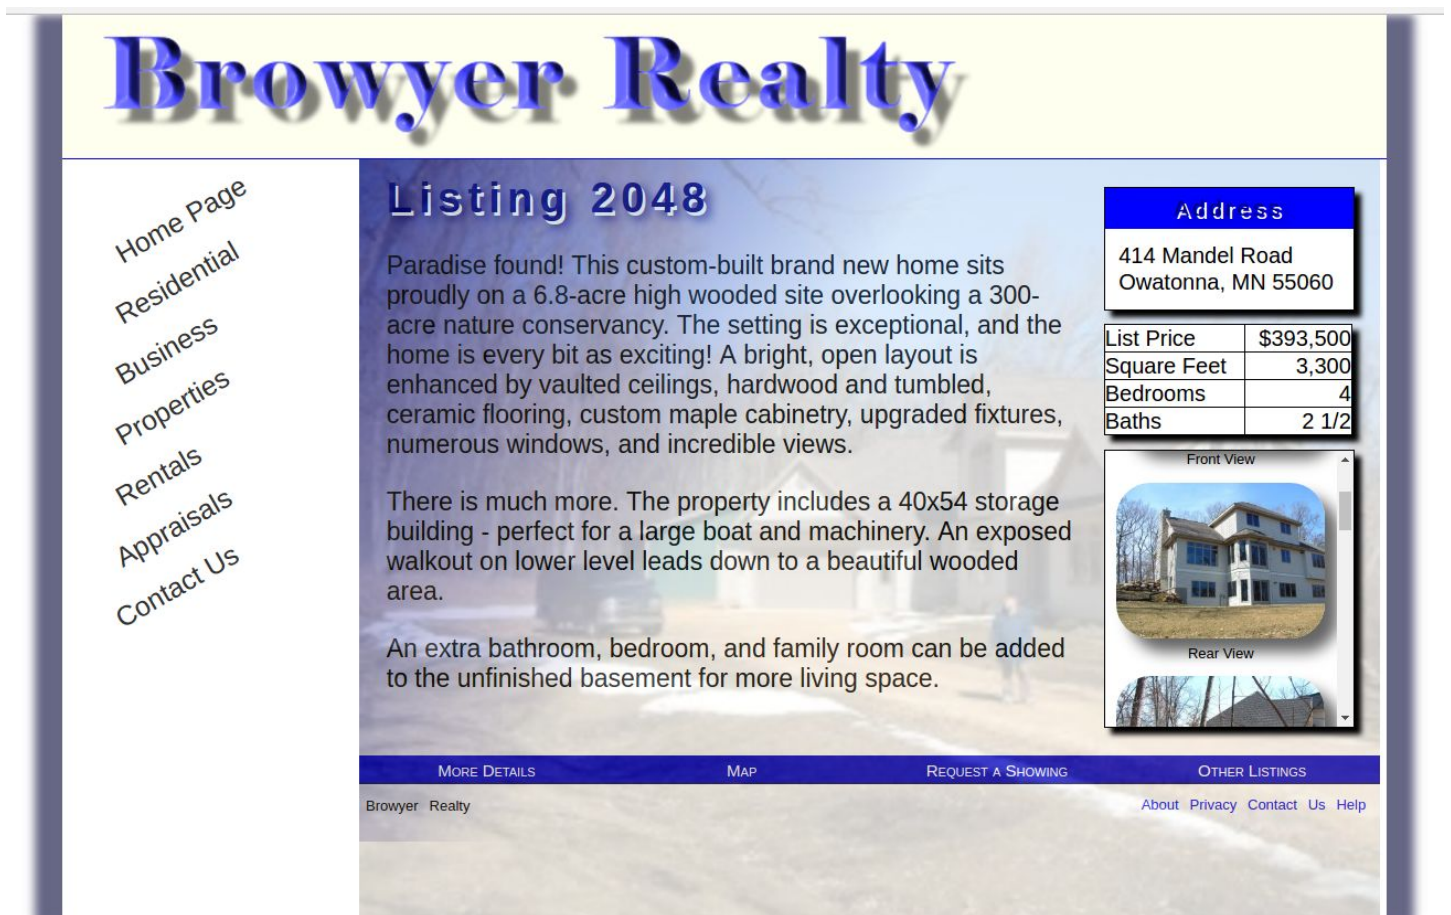 Browyer Realty
Home Page
Residential
Business
Properties
Rentals
Appraisals
Contact Us
Listing 2048
Paradise found! This custom-built brand new home sits
proudly on a 6.8-acre high wooded site overlooking a 300-
acre nature conservancy. The setting is exceptional, and the
home is every bit as exciting! A bright, open layout is
enhanced by vaulted ceilings, hardwood and tumbled,
ceramic flooring, custom maple cabinetry, upgraded fixtures,
numerous windows, and incredible views.
There is much more. The property includes a 40x54 storage
building - perfect for a large boat and machinery. An exposed
walkout on lower level leads down to a beautiful wooded
area.
An extra bathroom, bedroom, and family room can be added
to the unfinished basement for more living space.
Address
414 Mandel Road
Owatonna, MN 55060
List Price $393,500
Square Feet 3,300
Bedrooms 4
Baths 2 1/2
Front View
Rear View
More Details Map Request a Showing Other Listings
Browyer Realty About Privacy Contact Us Help